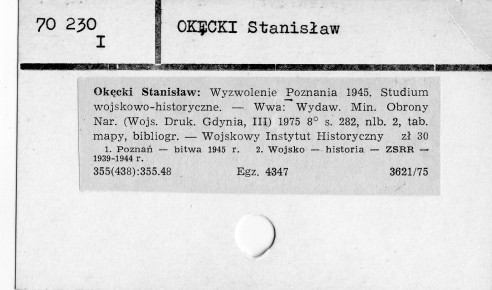 70 230
I
OKĘCKI Stanisław
Okęcki Stanisław: Wyzwolenie Poznania 1945. Studium
wojskowo-historyczne. — Wwa: Wydaw. Min. Obrony
Nar. (Wojs. Druk. Gdynia, III) 1975 8° s. 282, nlb. 2, tab.
mapy, bibliogr. — Wojskowy Instytut Historyczny zł 30
1. Poznań — bitwa 1945 r. 2. Wojsko — historia — ZSRR —
1939-1944 r.
355(438):355.48 Egz. 4347 3621/75